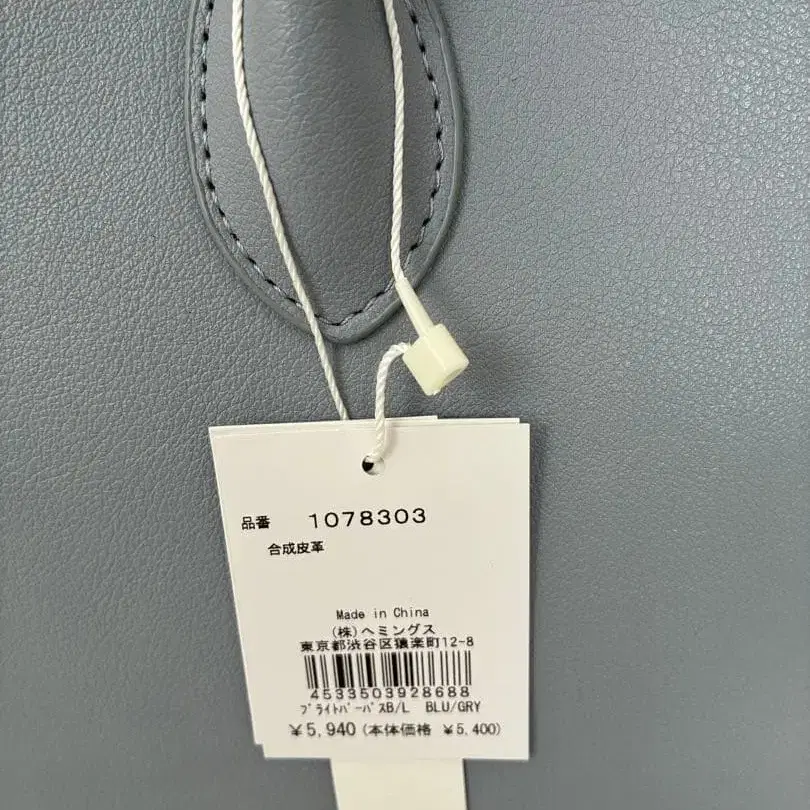 品番 1078303
合成皮革
Made in China
(株)ヘミングス
東京都渋谷区猿楽町12-8
4533503928688
ブライトパーパスB/L BLU/GRY
¥5,940(本体価格 ¥5,400)